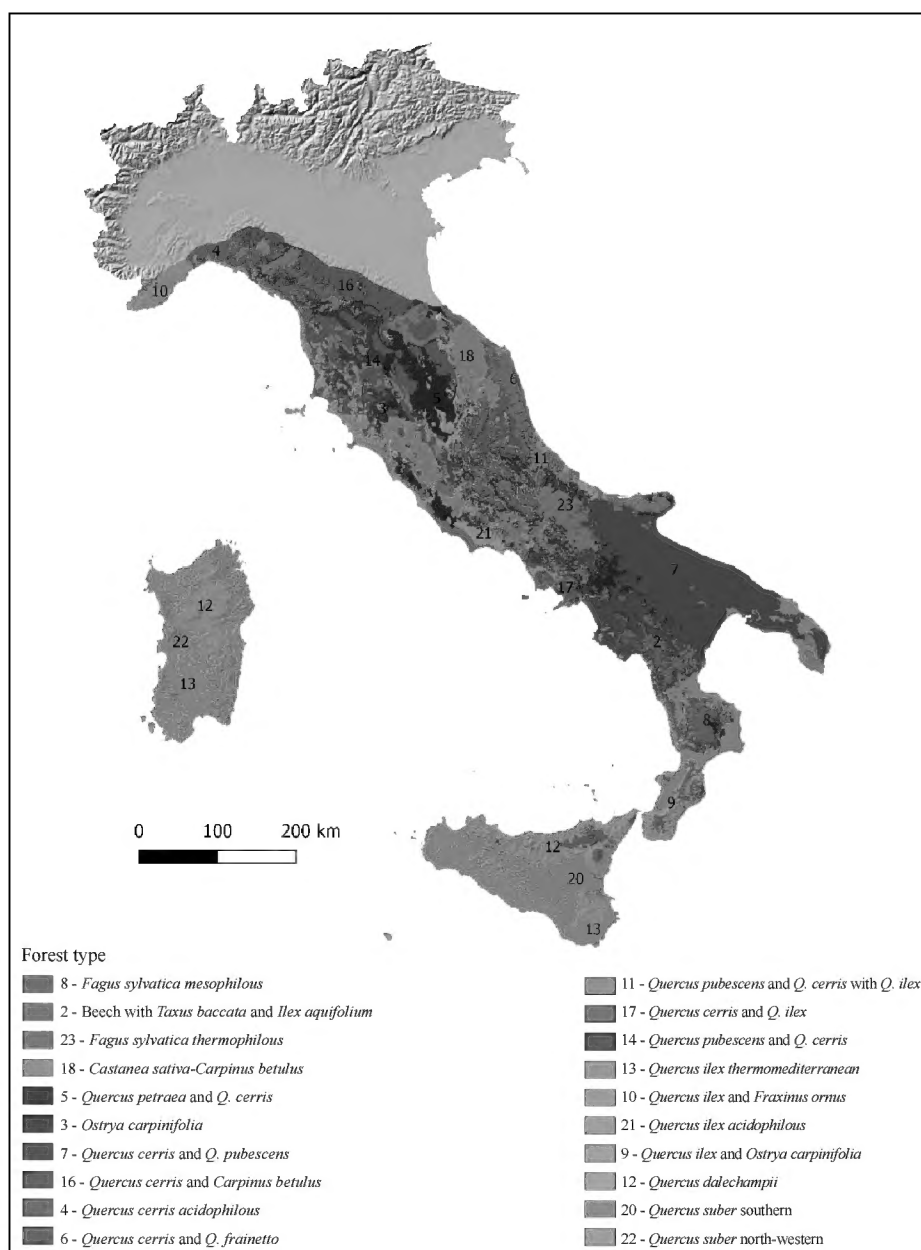 4
10
16
14
18
5
6
3
11
23
21
7
17
2
12
22
13
8
9
0 100 200 km
12
20
13
Forest type
8 - Fagus sylvatica mesophilous
2 - Beech with Taxus baccata and Ilex aquifolium
23 - Fagus sylvatica thermophilous
18 - Castanea sativa-Carpinus betulus
5 - Quercus petraea and Q. cerris
3 - Ostrya carpinifolia
7 - Quercus cerris and Q. pubescens
16 - Quercus cerris and Carpinus betulus
4 - Quercus cerris acidophilous
6 - Quercus cerris and Q. frainetto
11 - Quercus pubescens and Q. cerris with Q. ilex
17 - Quercus cerris and Q. ilex
14 - Quercus pubescens and Q. cerris
13 - Quercus ilex thermomediterranean
10 - Quercus ilex and Fraxinus ornus
21 - Quercus ilex acidophilous
9 - Quercus ilex and Ostrya carpinifolia
12 - Quercus dalechampii
20 - Quercus suber southern
22 - Quercus suber north-western